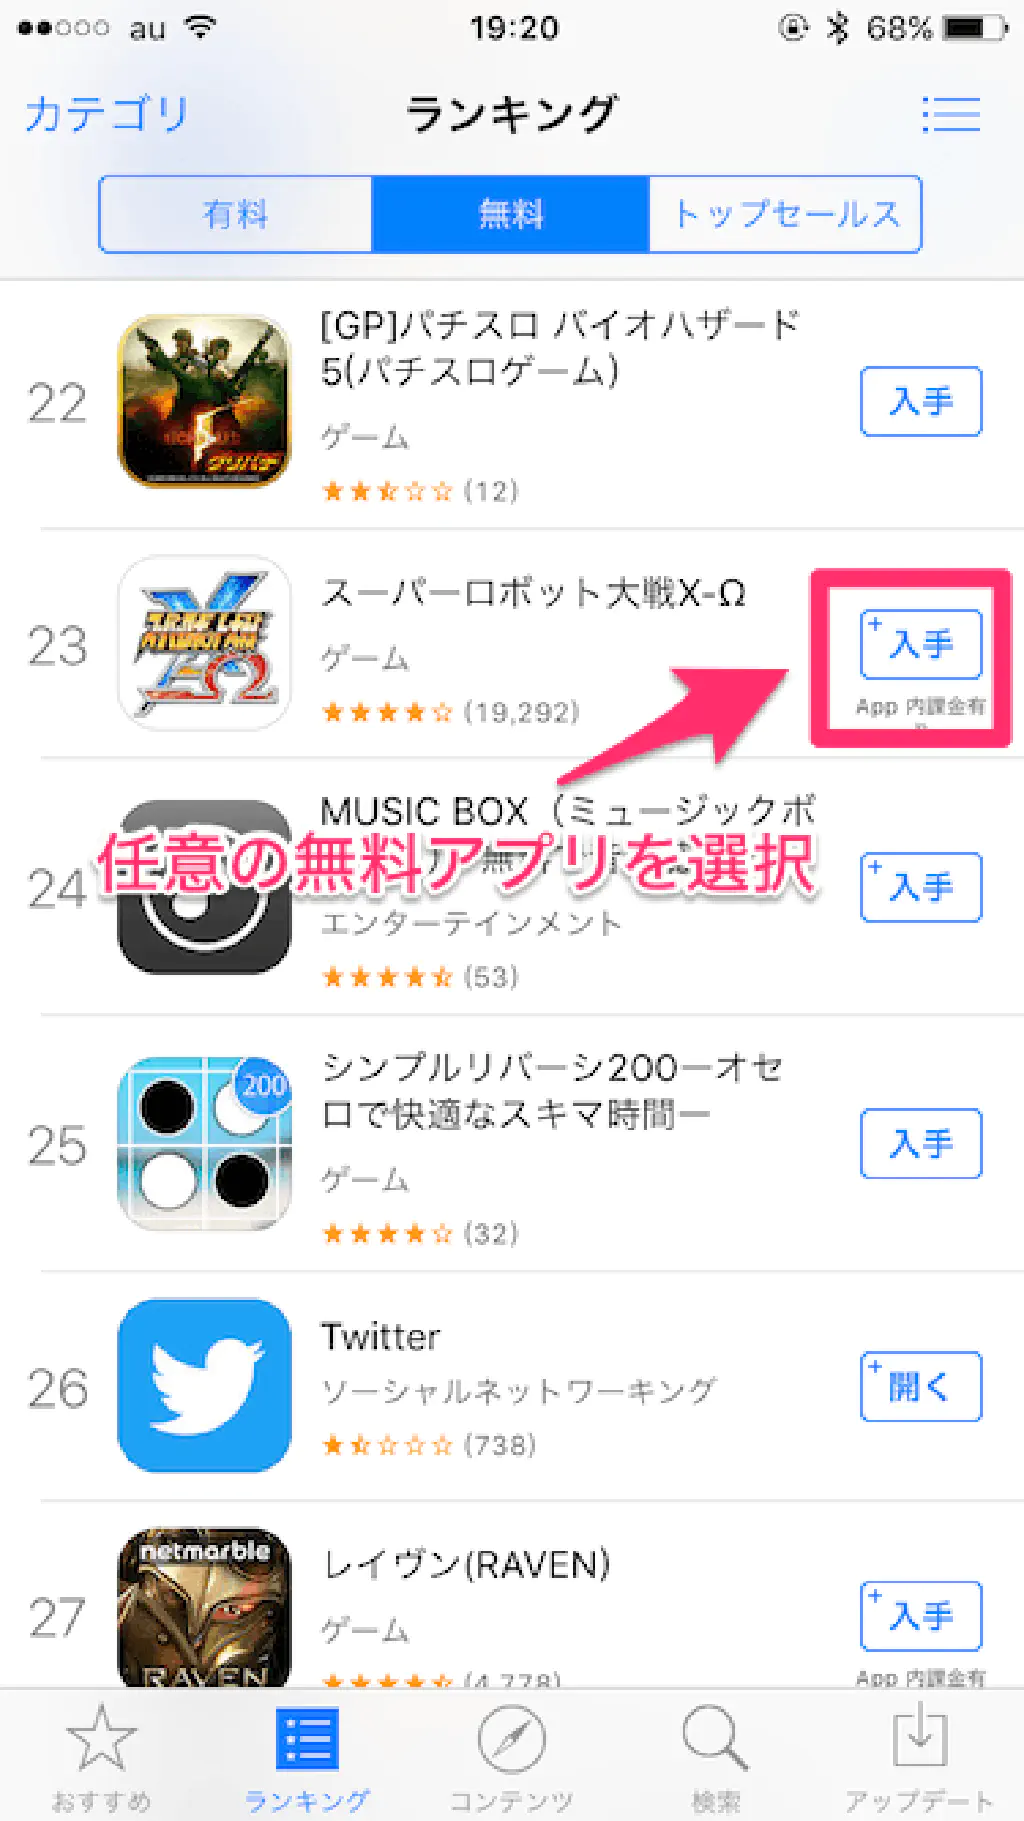 au 19:20 68%
カテゴリ ランキング
有料 無料 トップセールス
22
[GP]パチスロ バイオハザード
5(パチスロゲーム)
ゲーム
(12)
入手
23
スーパーロボット大戦X-Ω
ゲーム
(19,292)
+入手
App 内課金有
24
MUSIC BOX（ミュージックボ
任意の無料アプリを選択
エンターテインメント
(53)
+入手
25
200
シンプルリバーシ200ーオセ
ロで快適なスキマ時間ー
ゲーム
(32)
入手
26
Twitter
ソーシャルネットワーキング
(738)
+開く
27
netmarble
RAVEN
レイヴン(RAVEN)
ゲーム
(4,778)
+入手
App 内課金有
おすすめ ランキング コンテンツ 検索 アップデート